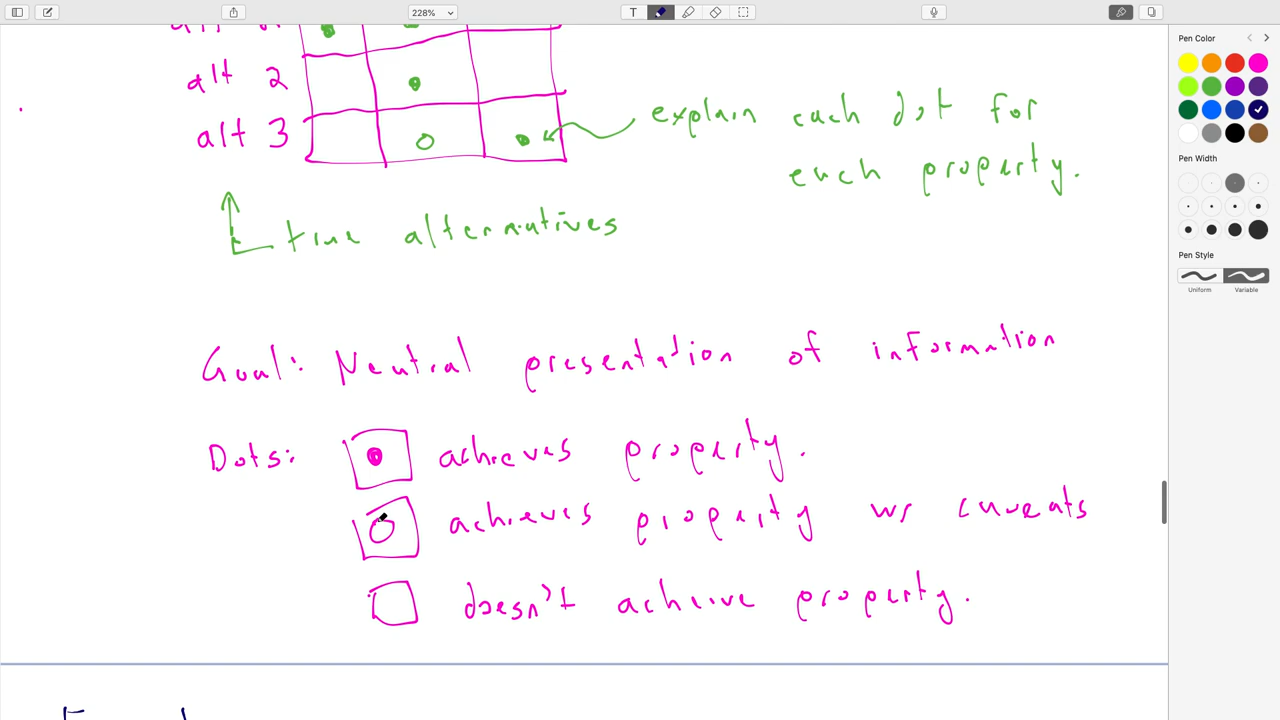 228%
T
Pen Color
alt 2
alt 3
explain each dot for
each property.
true alternatives
Pen Width
Pen Style
Uniform Variable
Goal: Neutral presentation of information
Dots: achieves property.
achieves property w/ caveats
doesn't acheive property.